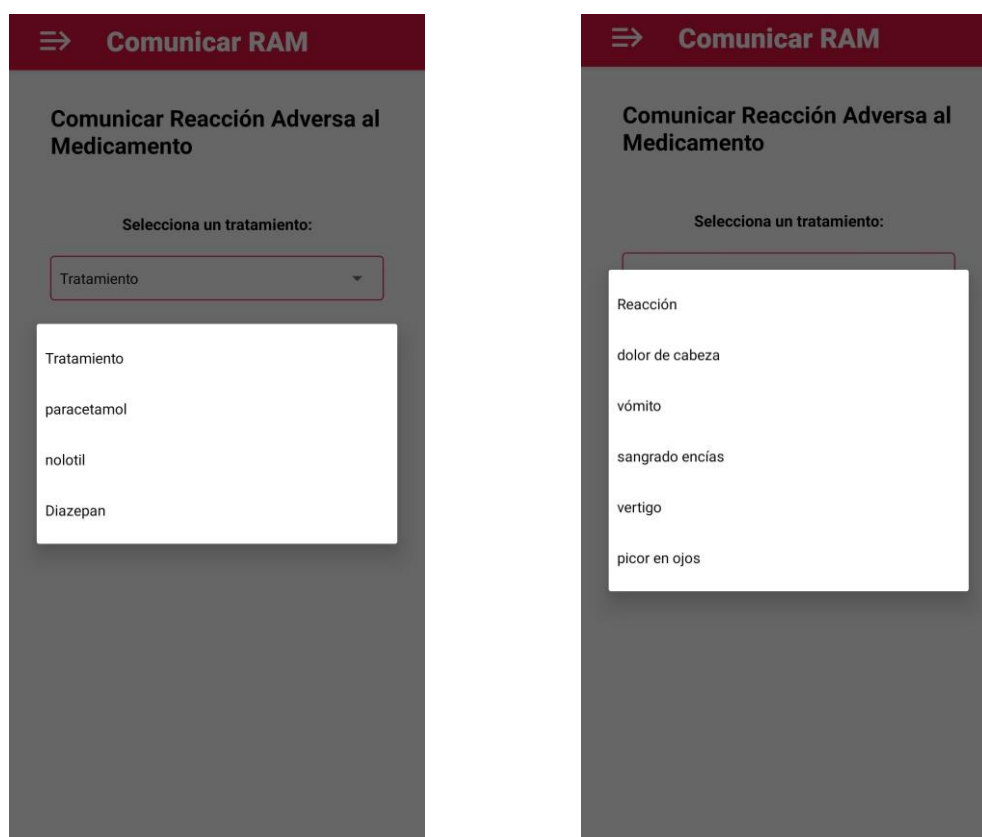 Comunicar RAM
Comunicar Reacción Adversa al
Medicamento
Selecciona un tratamiento:
Tratamiento
Tratamiento
paracetamol
nolotil
Diazepan
Comunicar RAM
Comunicar Reacción Adversa al
Medicamento
Selecciona un tratamiento:
Reacción
dolor de cabeza
vómito
sangrado encías
vertigo
picor en ojos